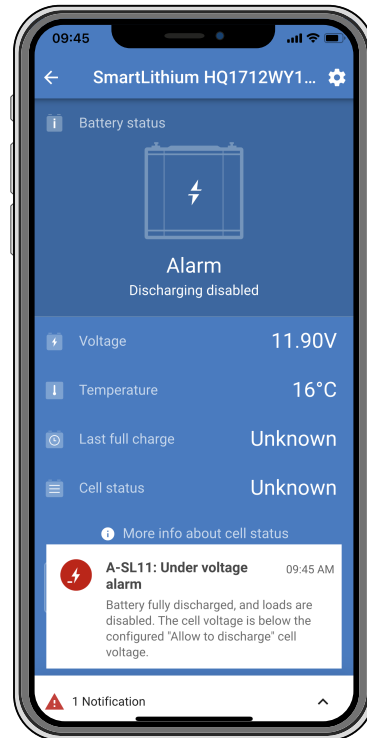 09:45
SmartLithium HQ1712WY1...
Battery status
Alarm
Discharging disabled
Voltage 11.90V
Temperature 16°C
Last full charge Unknown
Cell status Unknown
More info about cell status
A-SL11: Under voltage 09:45 AM
alarm
Battery fully discharged, and loads are
disabled. The cell voltage is below the
configured "Allow to discharge" cell
voltage.
1 Notification